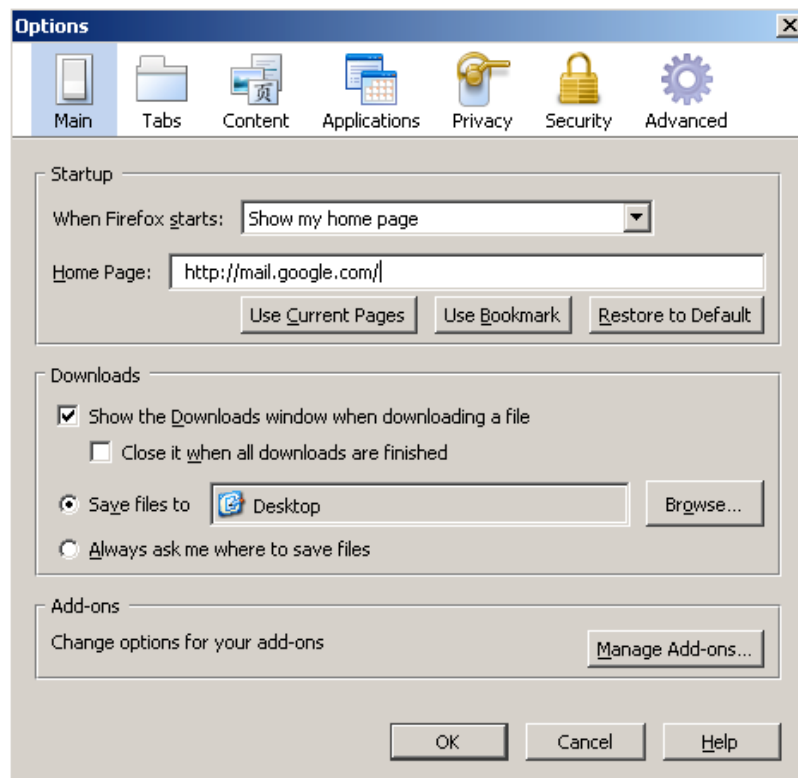 Options
Main Tabs Content Applications Privacy Security Advanced
页
Startup
When Firefox starts: Show my home page
Home Page: http://mail.google.com/
Use Current Pages Use Bookmark Restore to Default
Downloads
Show the Downloads window when downloading a file
Close it when all downloads are finished
Save files to Desktop Browse...
Always ask me where to save files
Add-ons
Change options for your add-ons
Manage Add-ons...
OK Cancel Help